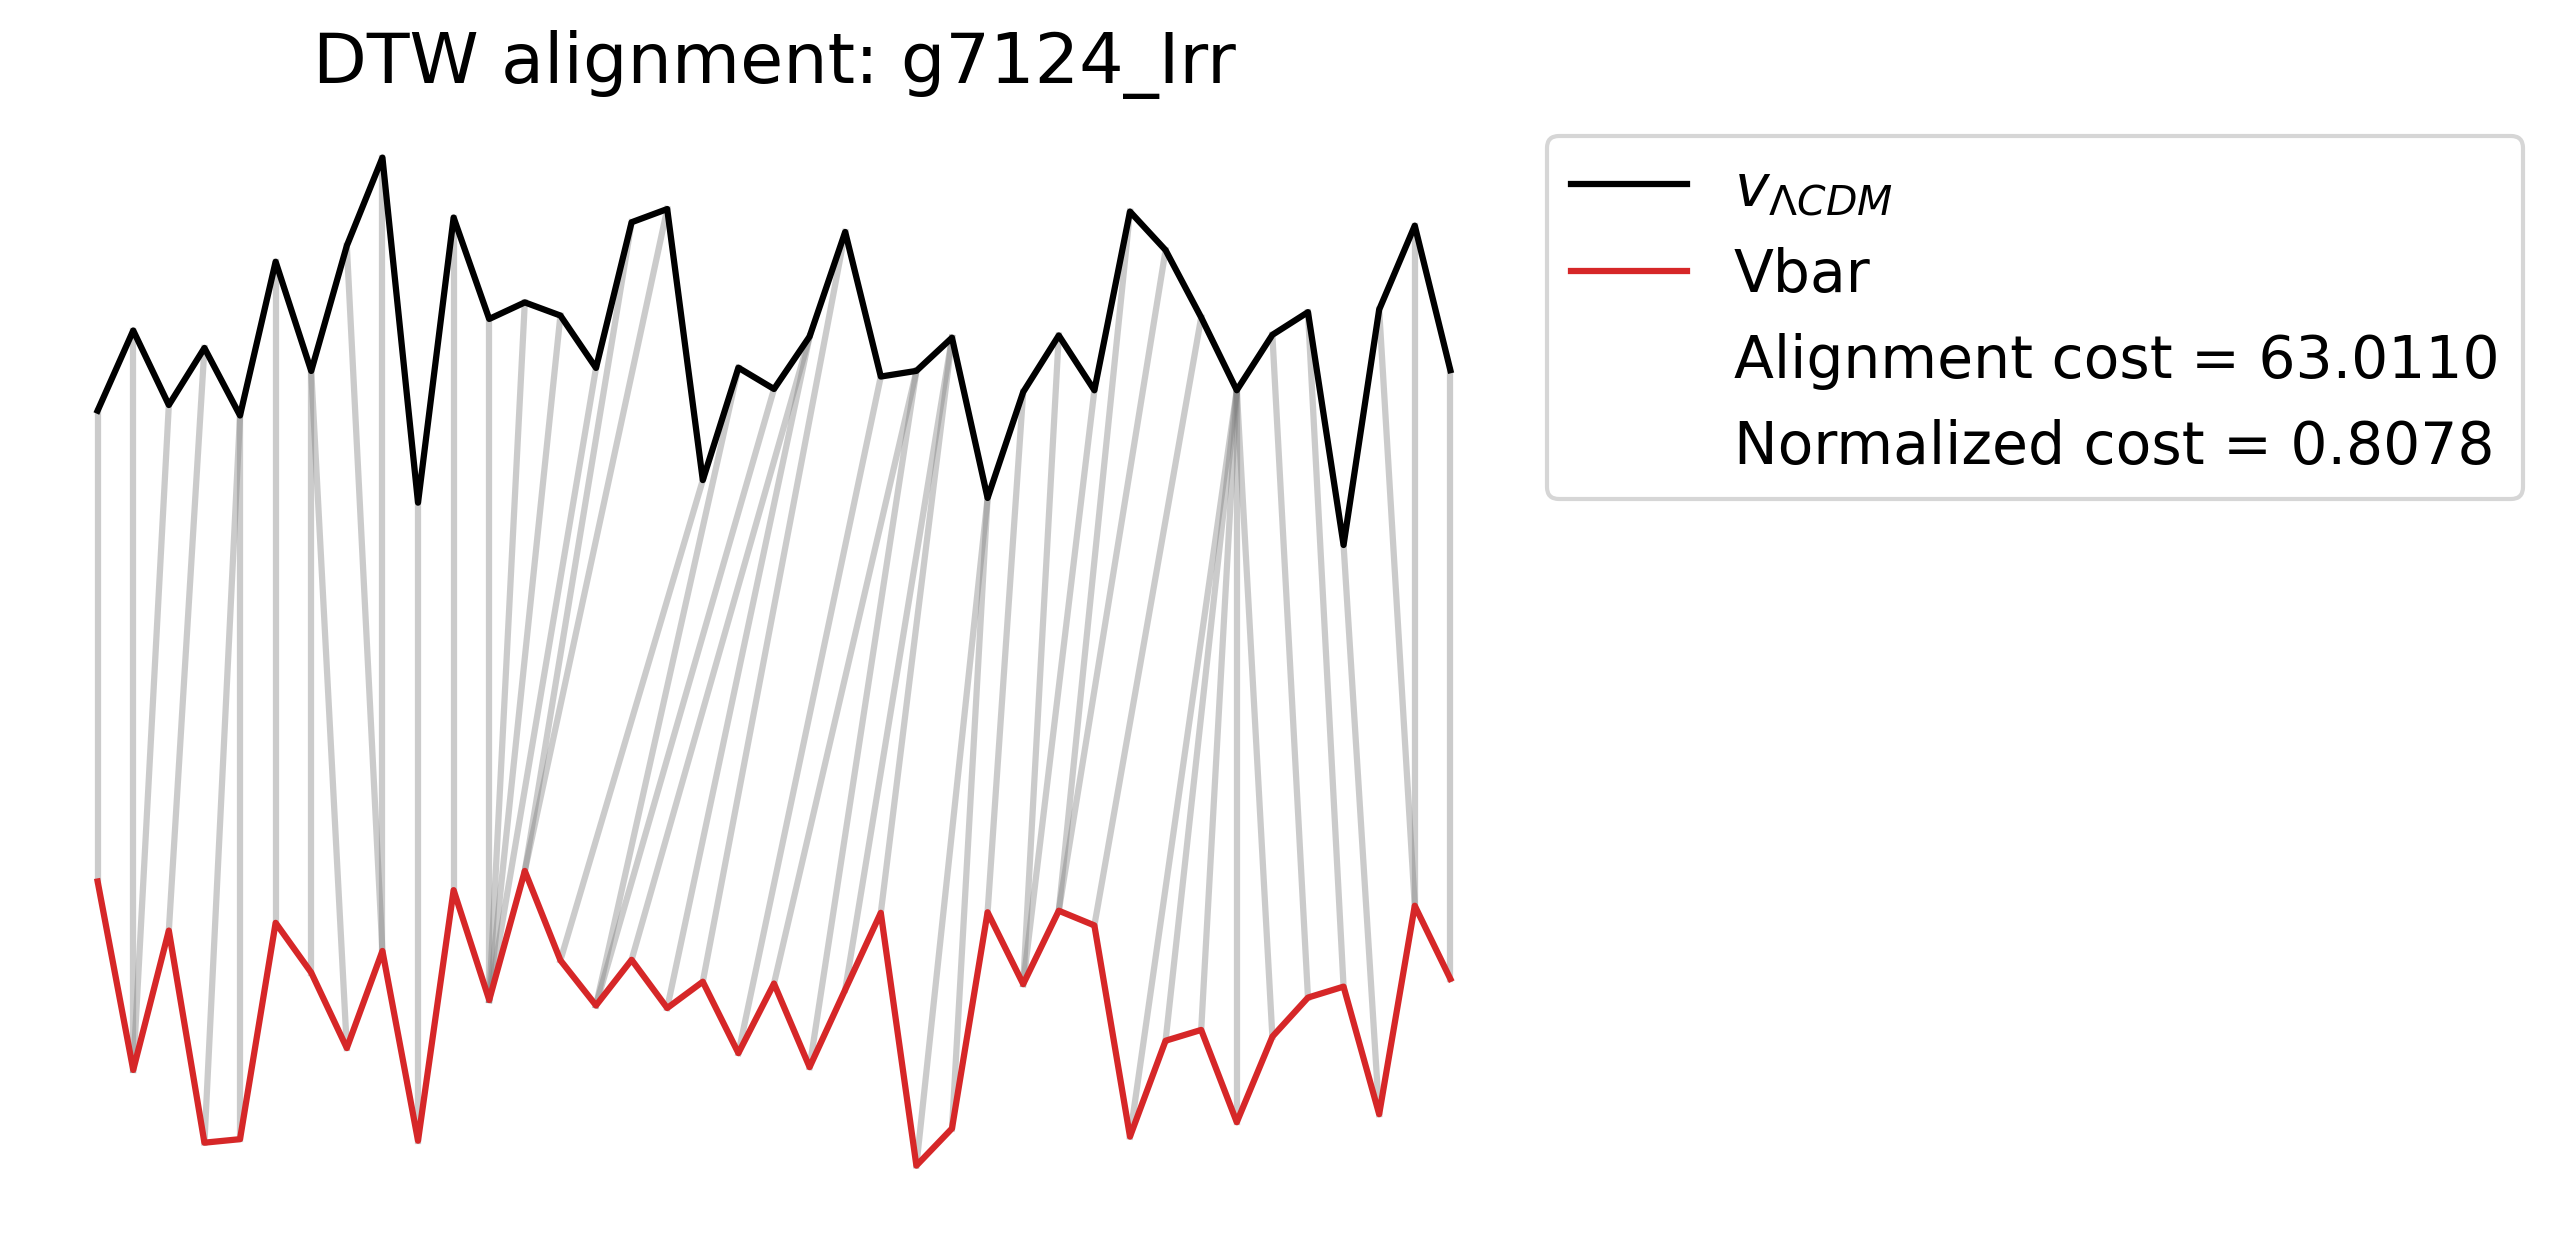 DTW alignment: g7124_Irr
vΛCDM
Vbar
Alignment cost = 63.0110
Normalized cost = 0.8078